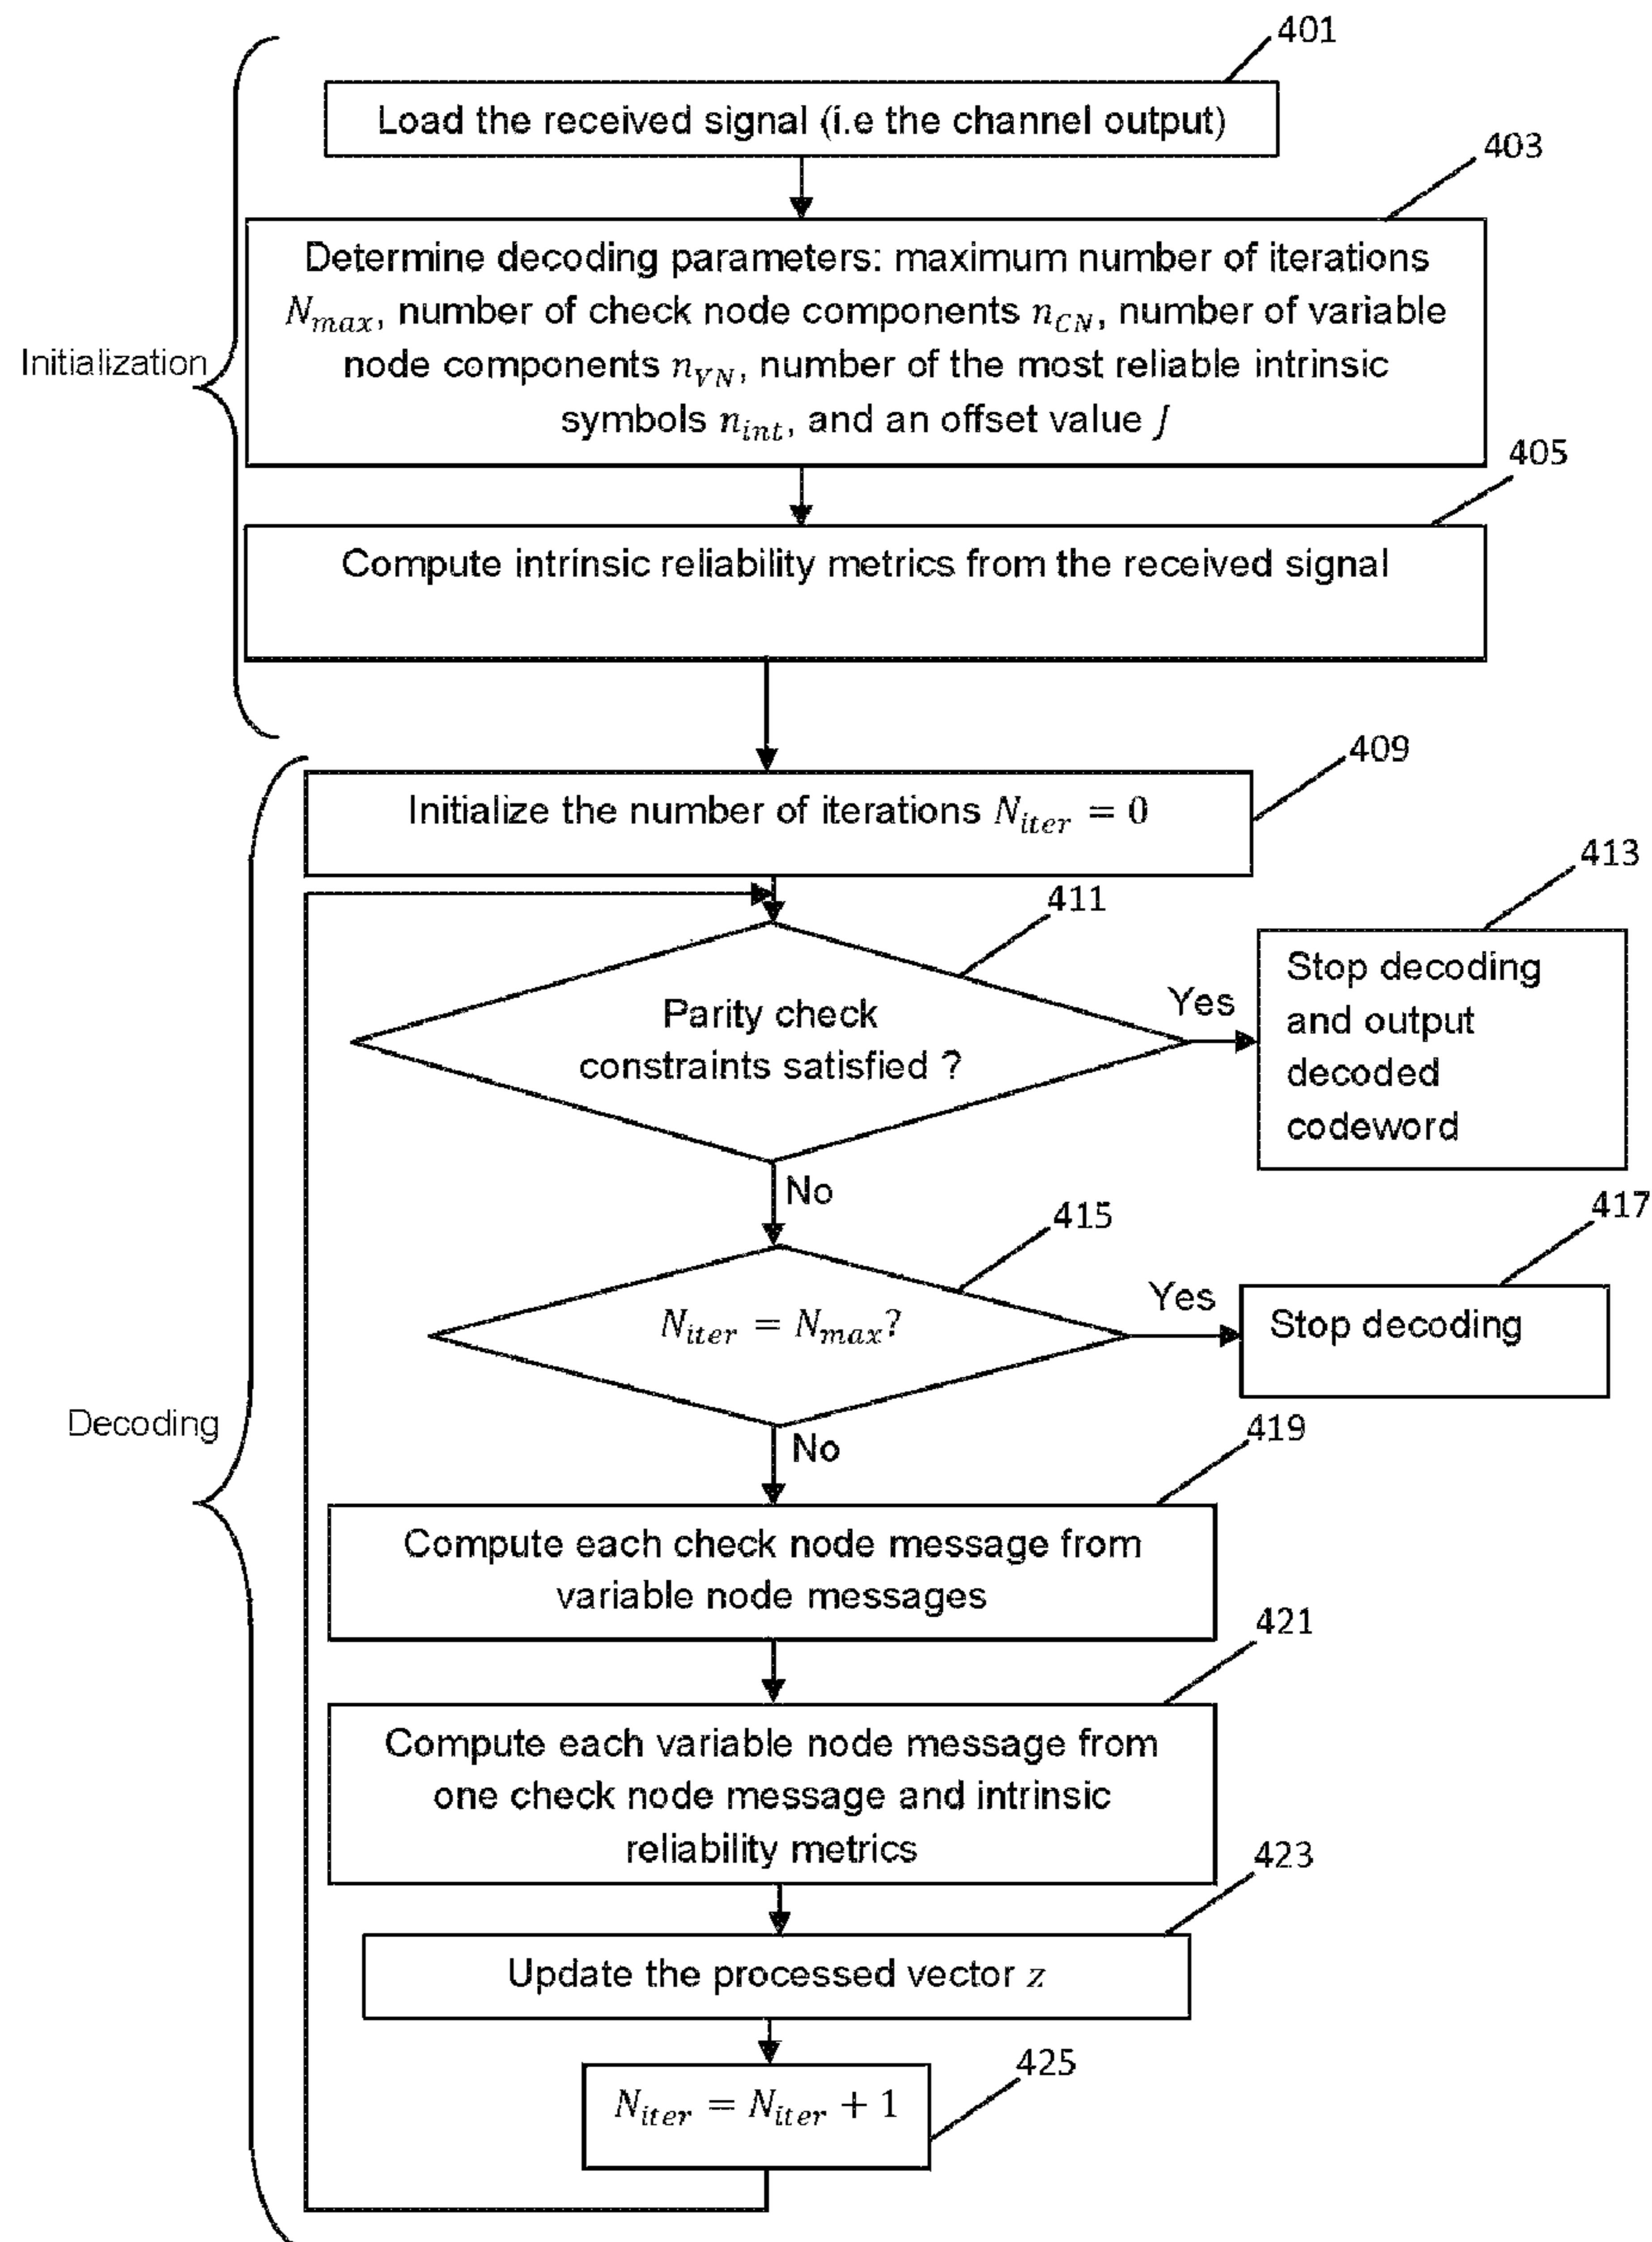 401
Load the received signal (i.e the channel output)
403
Determine decoding parameters: maximum number of iterations
N_max, number of check node components n_CN, number of variable
node components n_VN, number of the most reliable intrinsic
symbols n_int, and an offset value J
Initialization
405
Compute intrinsic reliability metrics from the received signal
409
Initialize the number of iterations N_iter = 0
413
411
Stop decoding
and output
decoded
codeword
Yes
Parity check
constraints satisfied ?
No
417
415
Yes
N_iter = N_max?
Stop decoding
Decoding
No
419
Compute each check node message from
variable node messages
421
Compute each variable node message from
one check node message and intrinsic
reliability metrics
423
Update the processed vector z
425
N_iter = N_iter + 1